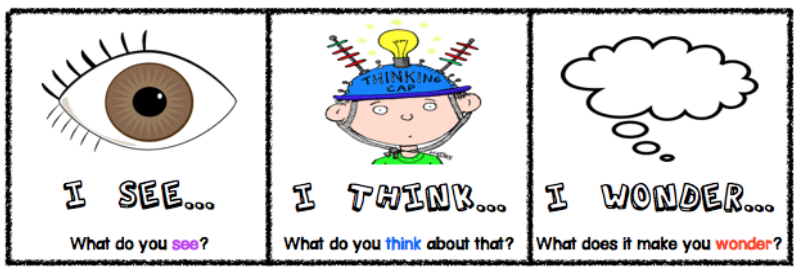 THINKING
CAP
I SEE...
What do you see?
I THINK...
What do you think about that?
I WONDER...
What does it make you wonder?